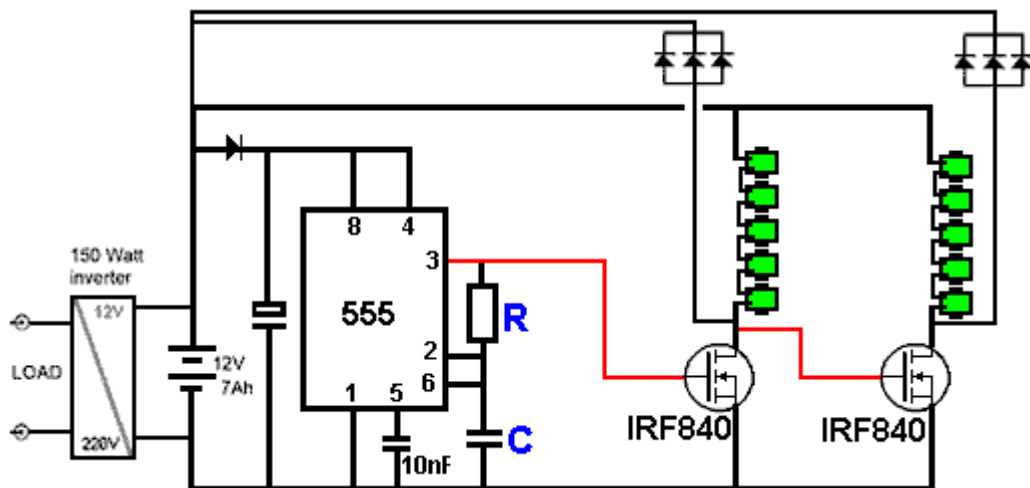 150 Watt
inverter
12V
LOAD
220V
12V
7Ah
8 4
3
555
R
2
6
1 5
10nF
C
IRF840
IRF840